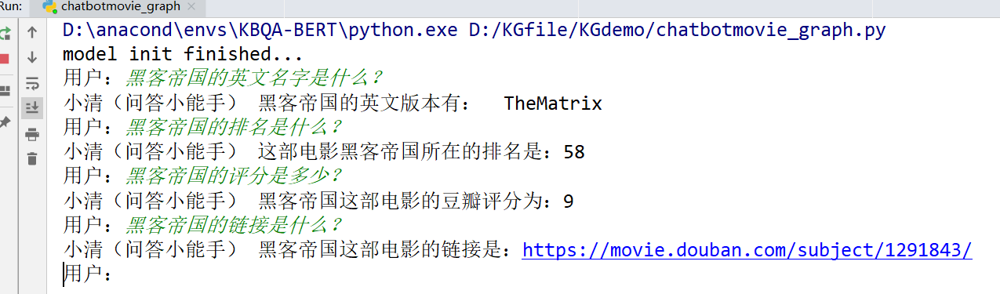 Run: chatbotmovie_graph ×
D:\anacond\envs\KBQA-BERT\python.exe D:/KGfile/KGdemo/chatbotmovie_graph.py
model init finished...
用户：黑客帝国的英文名字是什么？
小清（问答小能手） 黑客帝国的英文版本有：  TheMatrix
用户：黑客帝国的排名是什么？
小清（问答小能手） 这部电影黑客帝国所在的排名是：58
用户：黑客帝国的评分是多少？
小清（问答小能手） 黑客帝国这部电影的豆瓣评分为：9
用户：黑客帝国的链接是什么？
小清（问答小能手） 黑客帝国这部电影的链接是：https://movie.douban.com/subject/1291843/
用户：